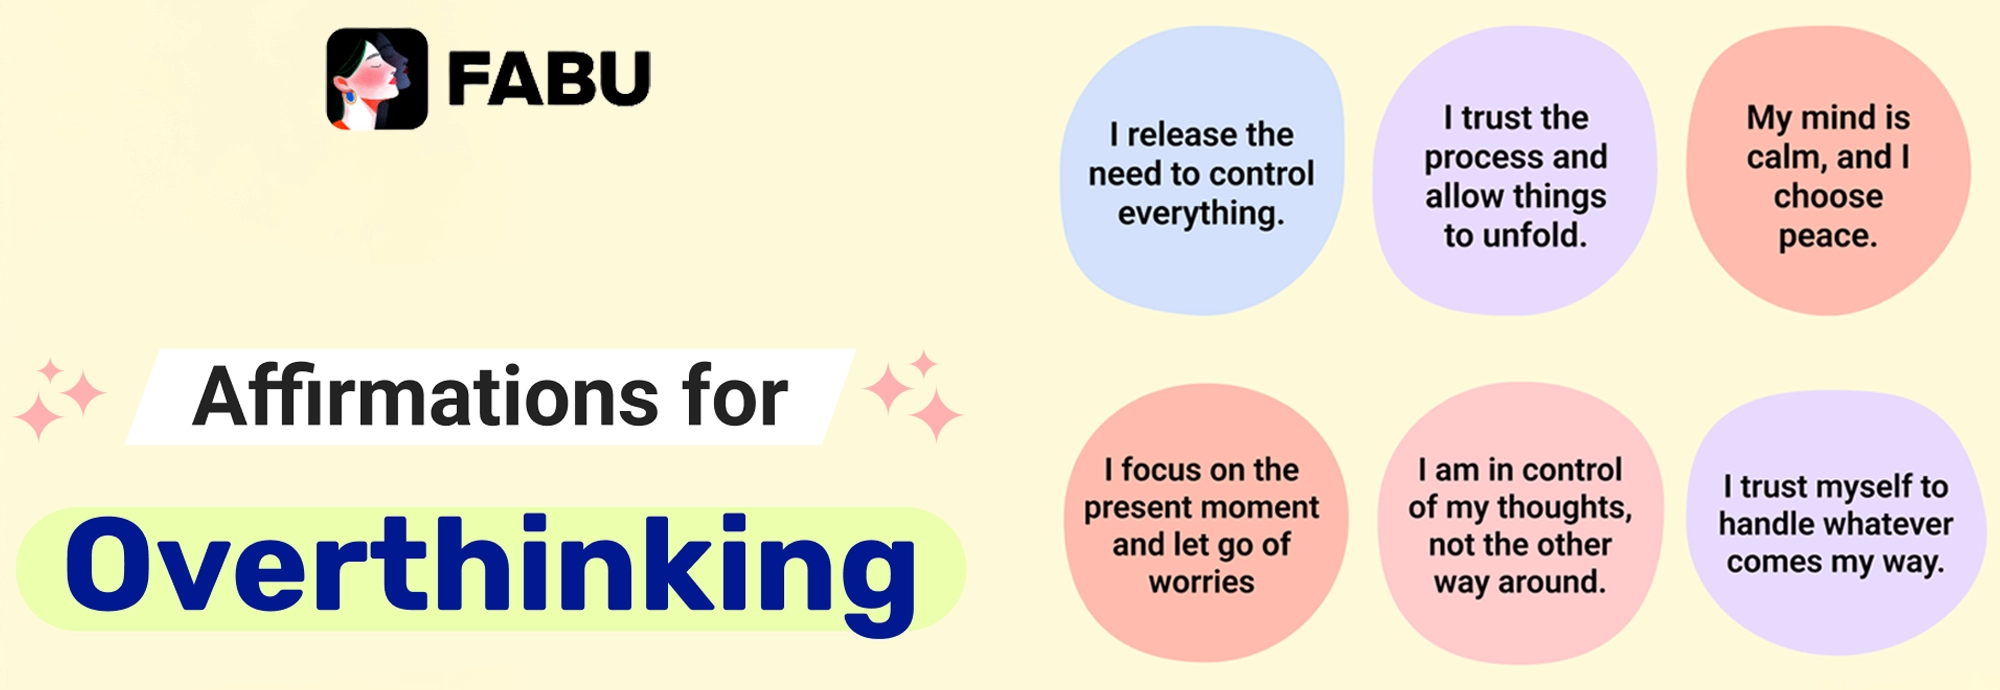 FABU
Affirmations for
Overthinking
I release the
need to control
everything.
I trust the
process and
allow things
to unfold.
My mind is
calm, and I
choose
peace.
I focus on the
present moment
and let go of
worries
I am in control
of my thoughts,
not the other
way around.
I trust myself to
handle whatever
comes my way.